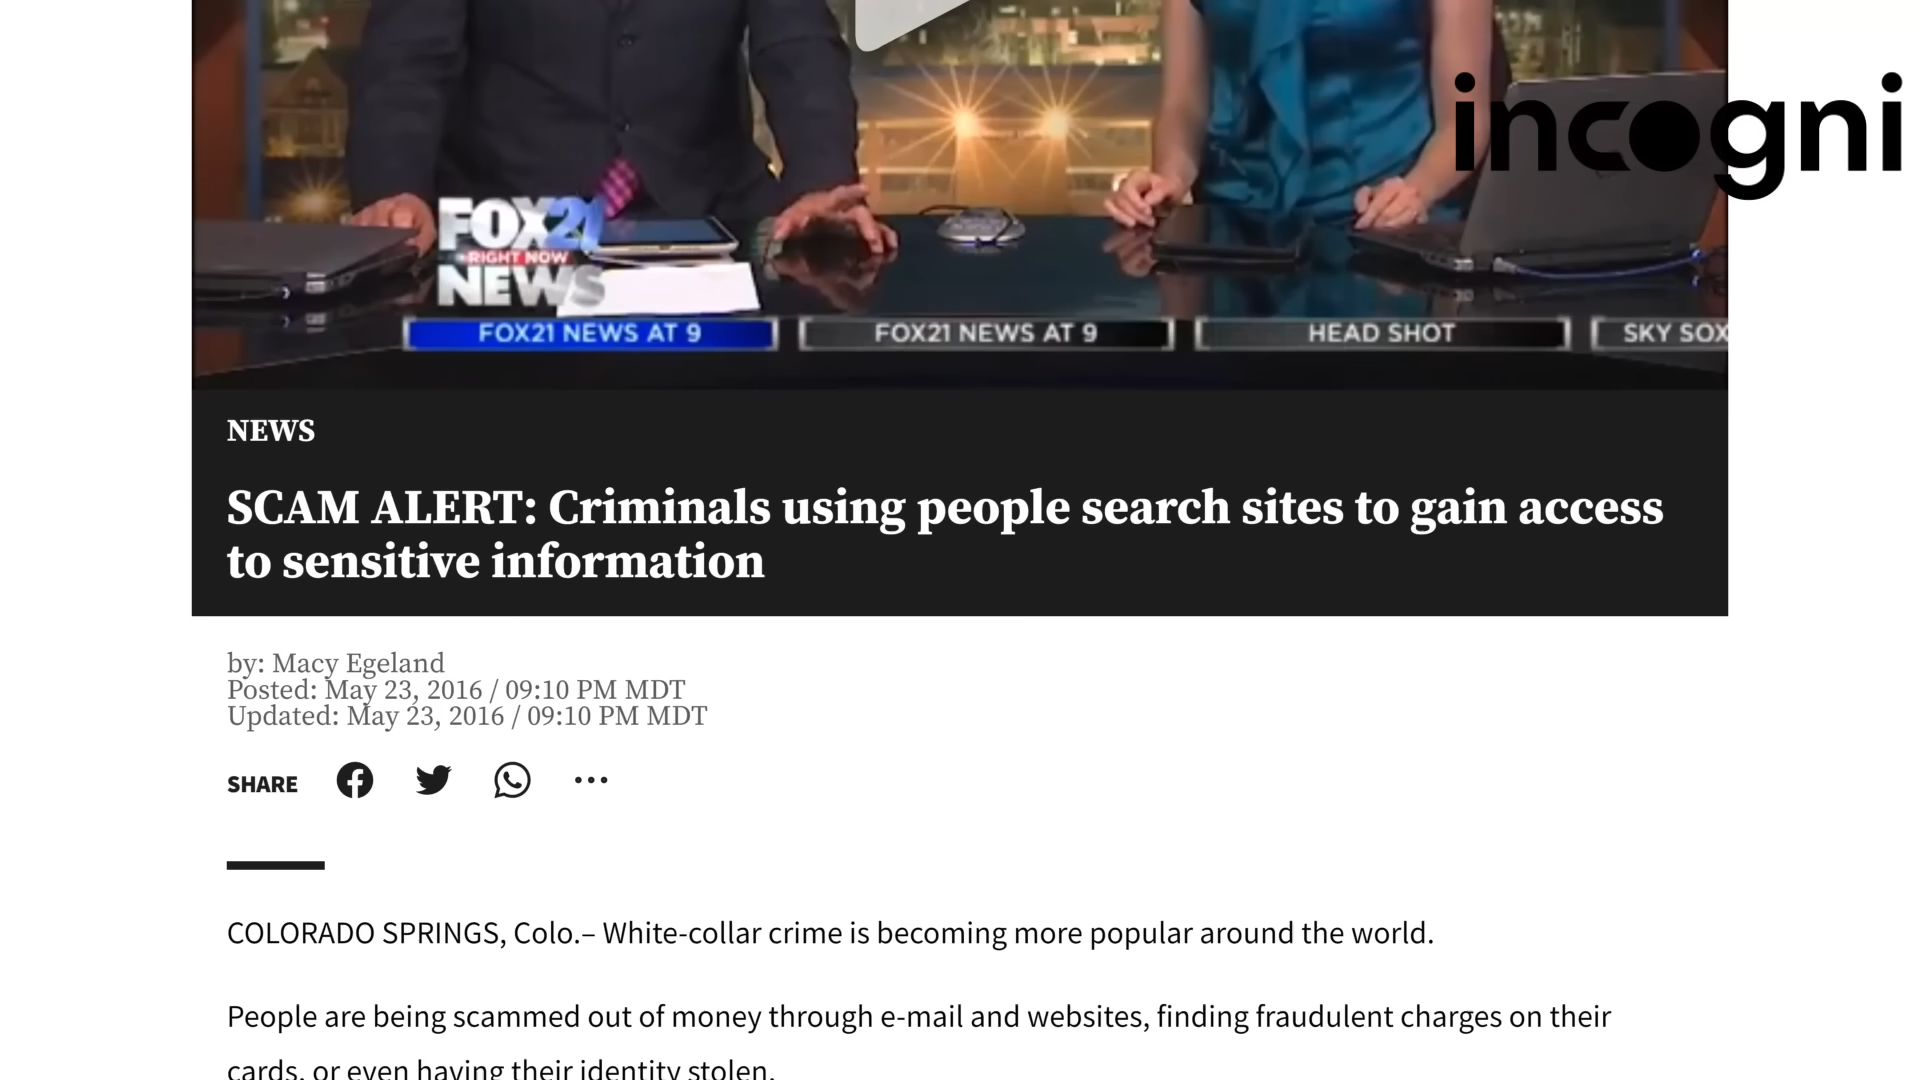 incogni
FOX21
RIGHT NOW
NEWS
FOX21 NEWS AT 9
FOX21 NEWS AT 9
HEAD SHOT
SKY SOX
NEWS
SCAM ALERT: Criminals using people search sites to gain access
to sensitive information
by: Macy Egeland
Posted: May 23, 2016 / 09:10 PM MDT
Updated: May 23, 2016 / 09:10 PM MDT
SHARE
COLORADO SPRINGS, Colo.– White-collar crime is becoming more popular around the world.
People are being scammed out of money through e-mail and websites, finding fraudulent charges on their
cards, or even having their identity stolen.